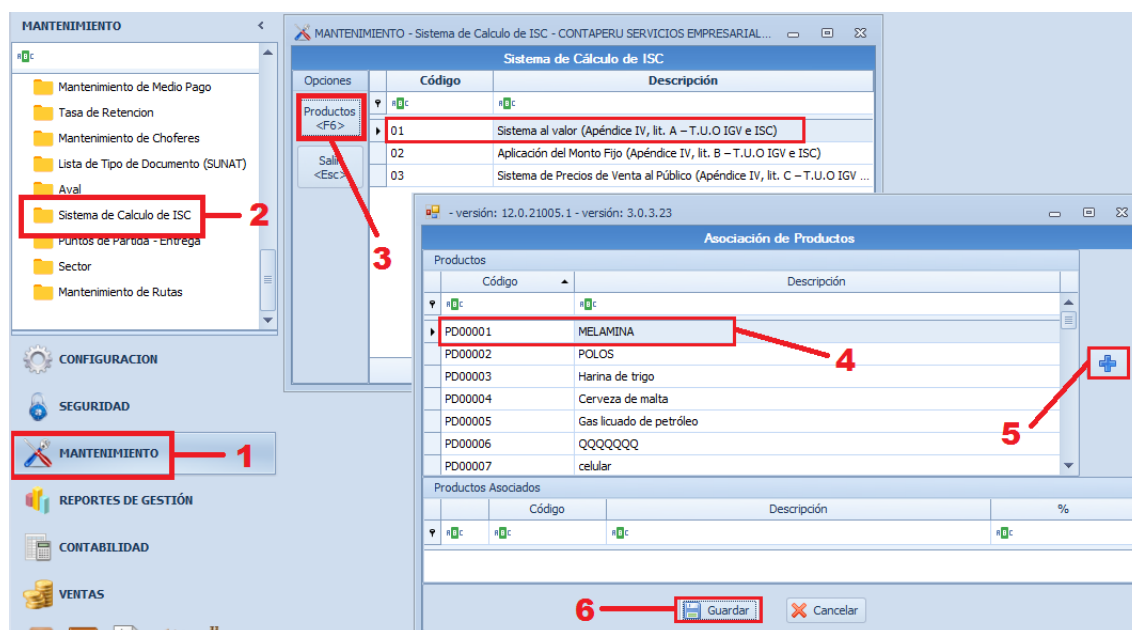 MANTENIMIENTO
Mantenimiento de Medio Pago
Tasa de Retencion
Mantenimiento de Choferes
Lista de Tipo de Documento (SUNAT)
Aval
Sistema de Calculo de ISC
2
Puntos de Partida - Entrega
Sector
Mantenimiento de Rutas
CONFIGURACION
SEGURIDAD
MANTENIMIENTO
1
REPORTES DE GESTIÓN
CONTABILIDAD
VENTAS
MANTENIMIENTO - Sistema de Calculo de ISC - CONTAPERU SERVICIOS EMPRESARIAL...
Sistema de Cálculo de ISC
Opciones
Productos
<F6>
Salir
<Esc>
3
Código Descripción
01 Sistema al valor (Apéndice IV, lit. A – T.U.O IGV e ISC)
02 Aplicación del Monto Fijo (Apéndice IV, lit. B – T.U.O IGV e ISC)
03 Sistema de Precios de Venta al Público (Apéndice IV, lit. C – T.U.O IGV ...
- versión: 12.0.21005.1 - versión: 3.0.3.23
Asociación de Productos
Productos
Código Descripción
PD00001 MELAMINA
4
PD00002 POLOS
PD00003 Harina de trigo
PD00004 Cerveza de malta
PD00005 Gas licuado de petróleo
5
PD00006 QQQQQQQ
PD00007 celular
Productos Asociados
Código Descripción %
6
Guardar Cancelar